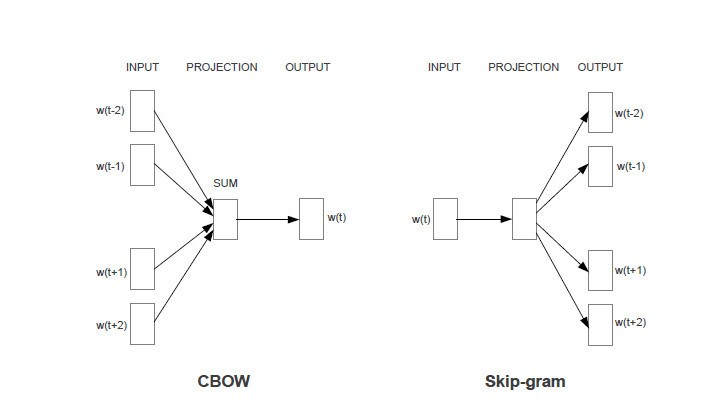 INPUT PROJECTION OUTPUT
w(t-2)
w(t-1)
SUM
w(t)
w(t+1)
w(t+2)
CBOW
INPUT PROJECTION OUTPUT
w(t-2)
w(t-1)
w(t)
w(t+1)
w(t+2)
Skip-gram